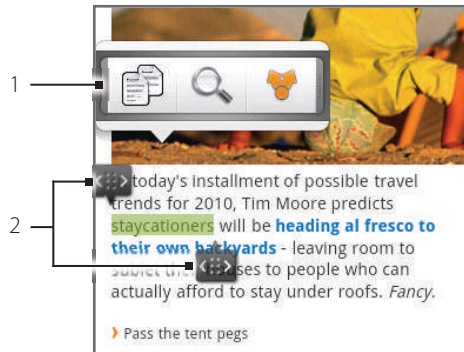 1
2
today's installment of possible travel
trends for 2010, Tim Moore predicts
staycationers will be heading al fresco to
their own backyards - leaving room to
sublet their houses to people who can
actually afford to stay under roofs. Fancy.
› Pass the tent pegs